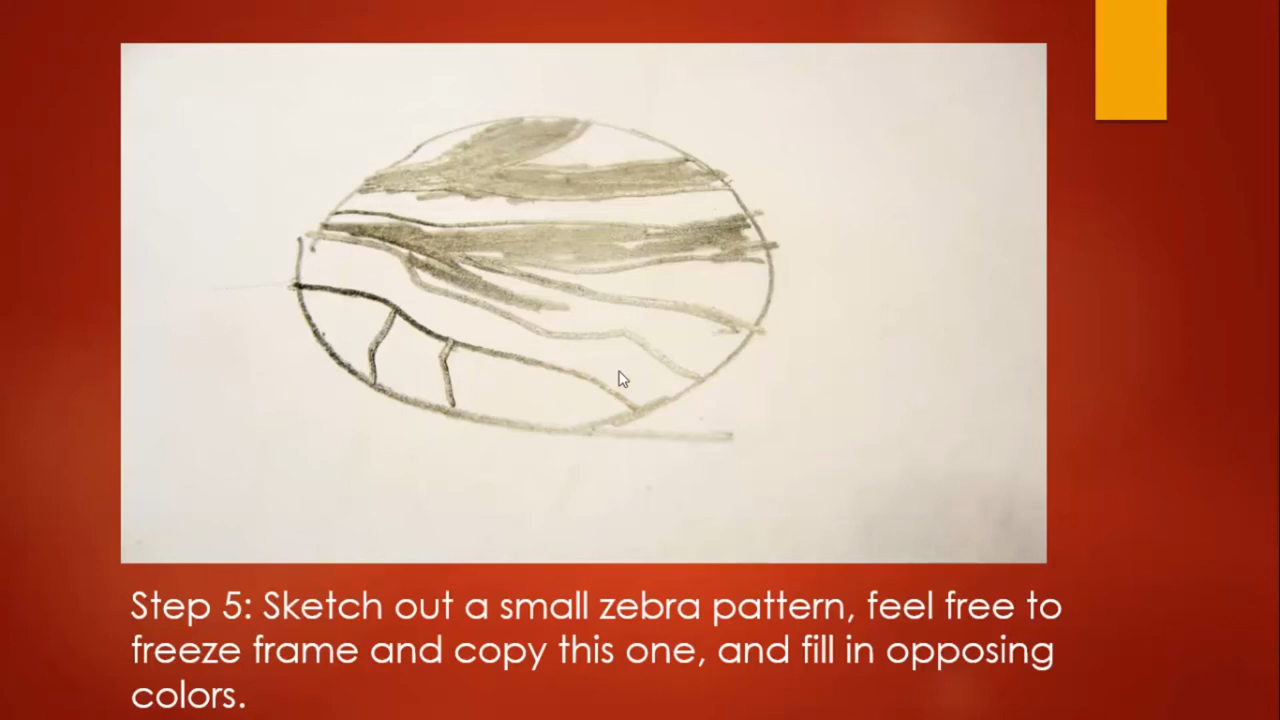 Step 5: Sketch out a small zebra pattern, feel free to
freeze frame and copy this one, and fill in opposing
colors.